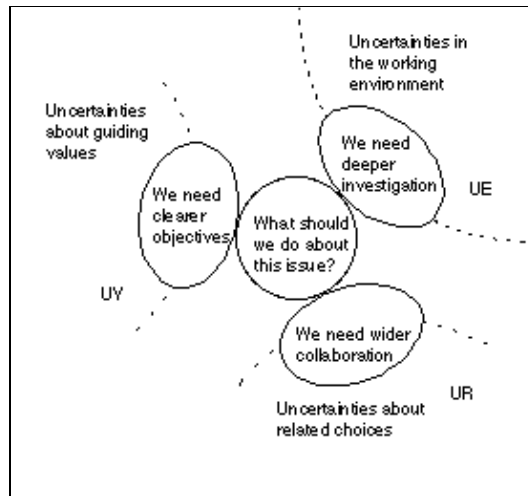 Uncertainties in
the working
environment
Uncertainties
about guiding
values
We need
deeper
investigation
UE
We need
clearer
objectives
What should
we do about
this issue?
UY
We need wider
collaboration
UR
Uncertainties about
related choices